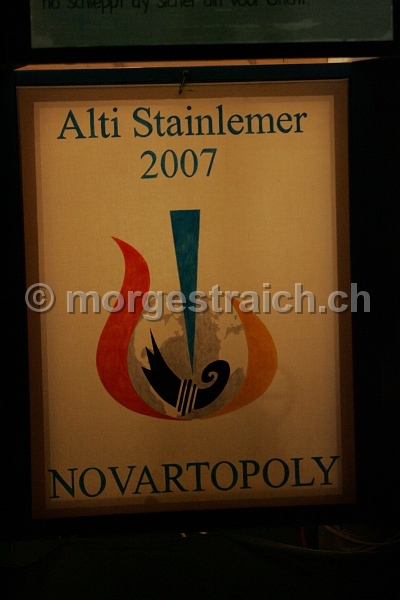 Alti Stainlemer
2007
© morgestraich.ch
NOVARTOPOLY